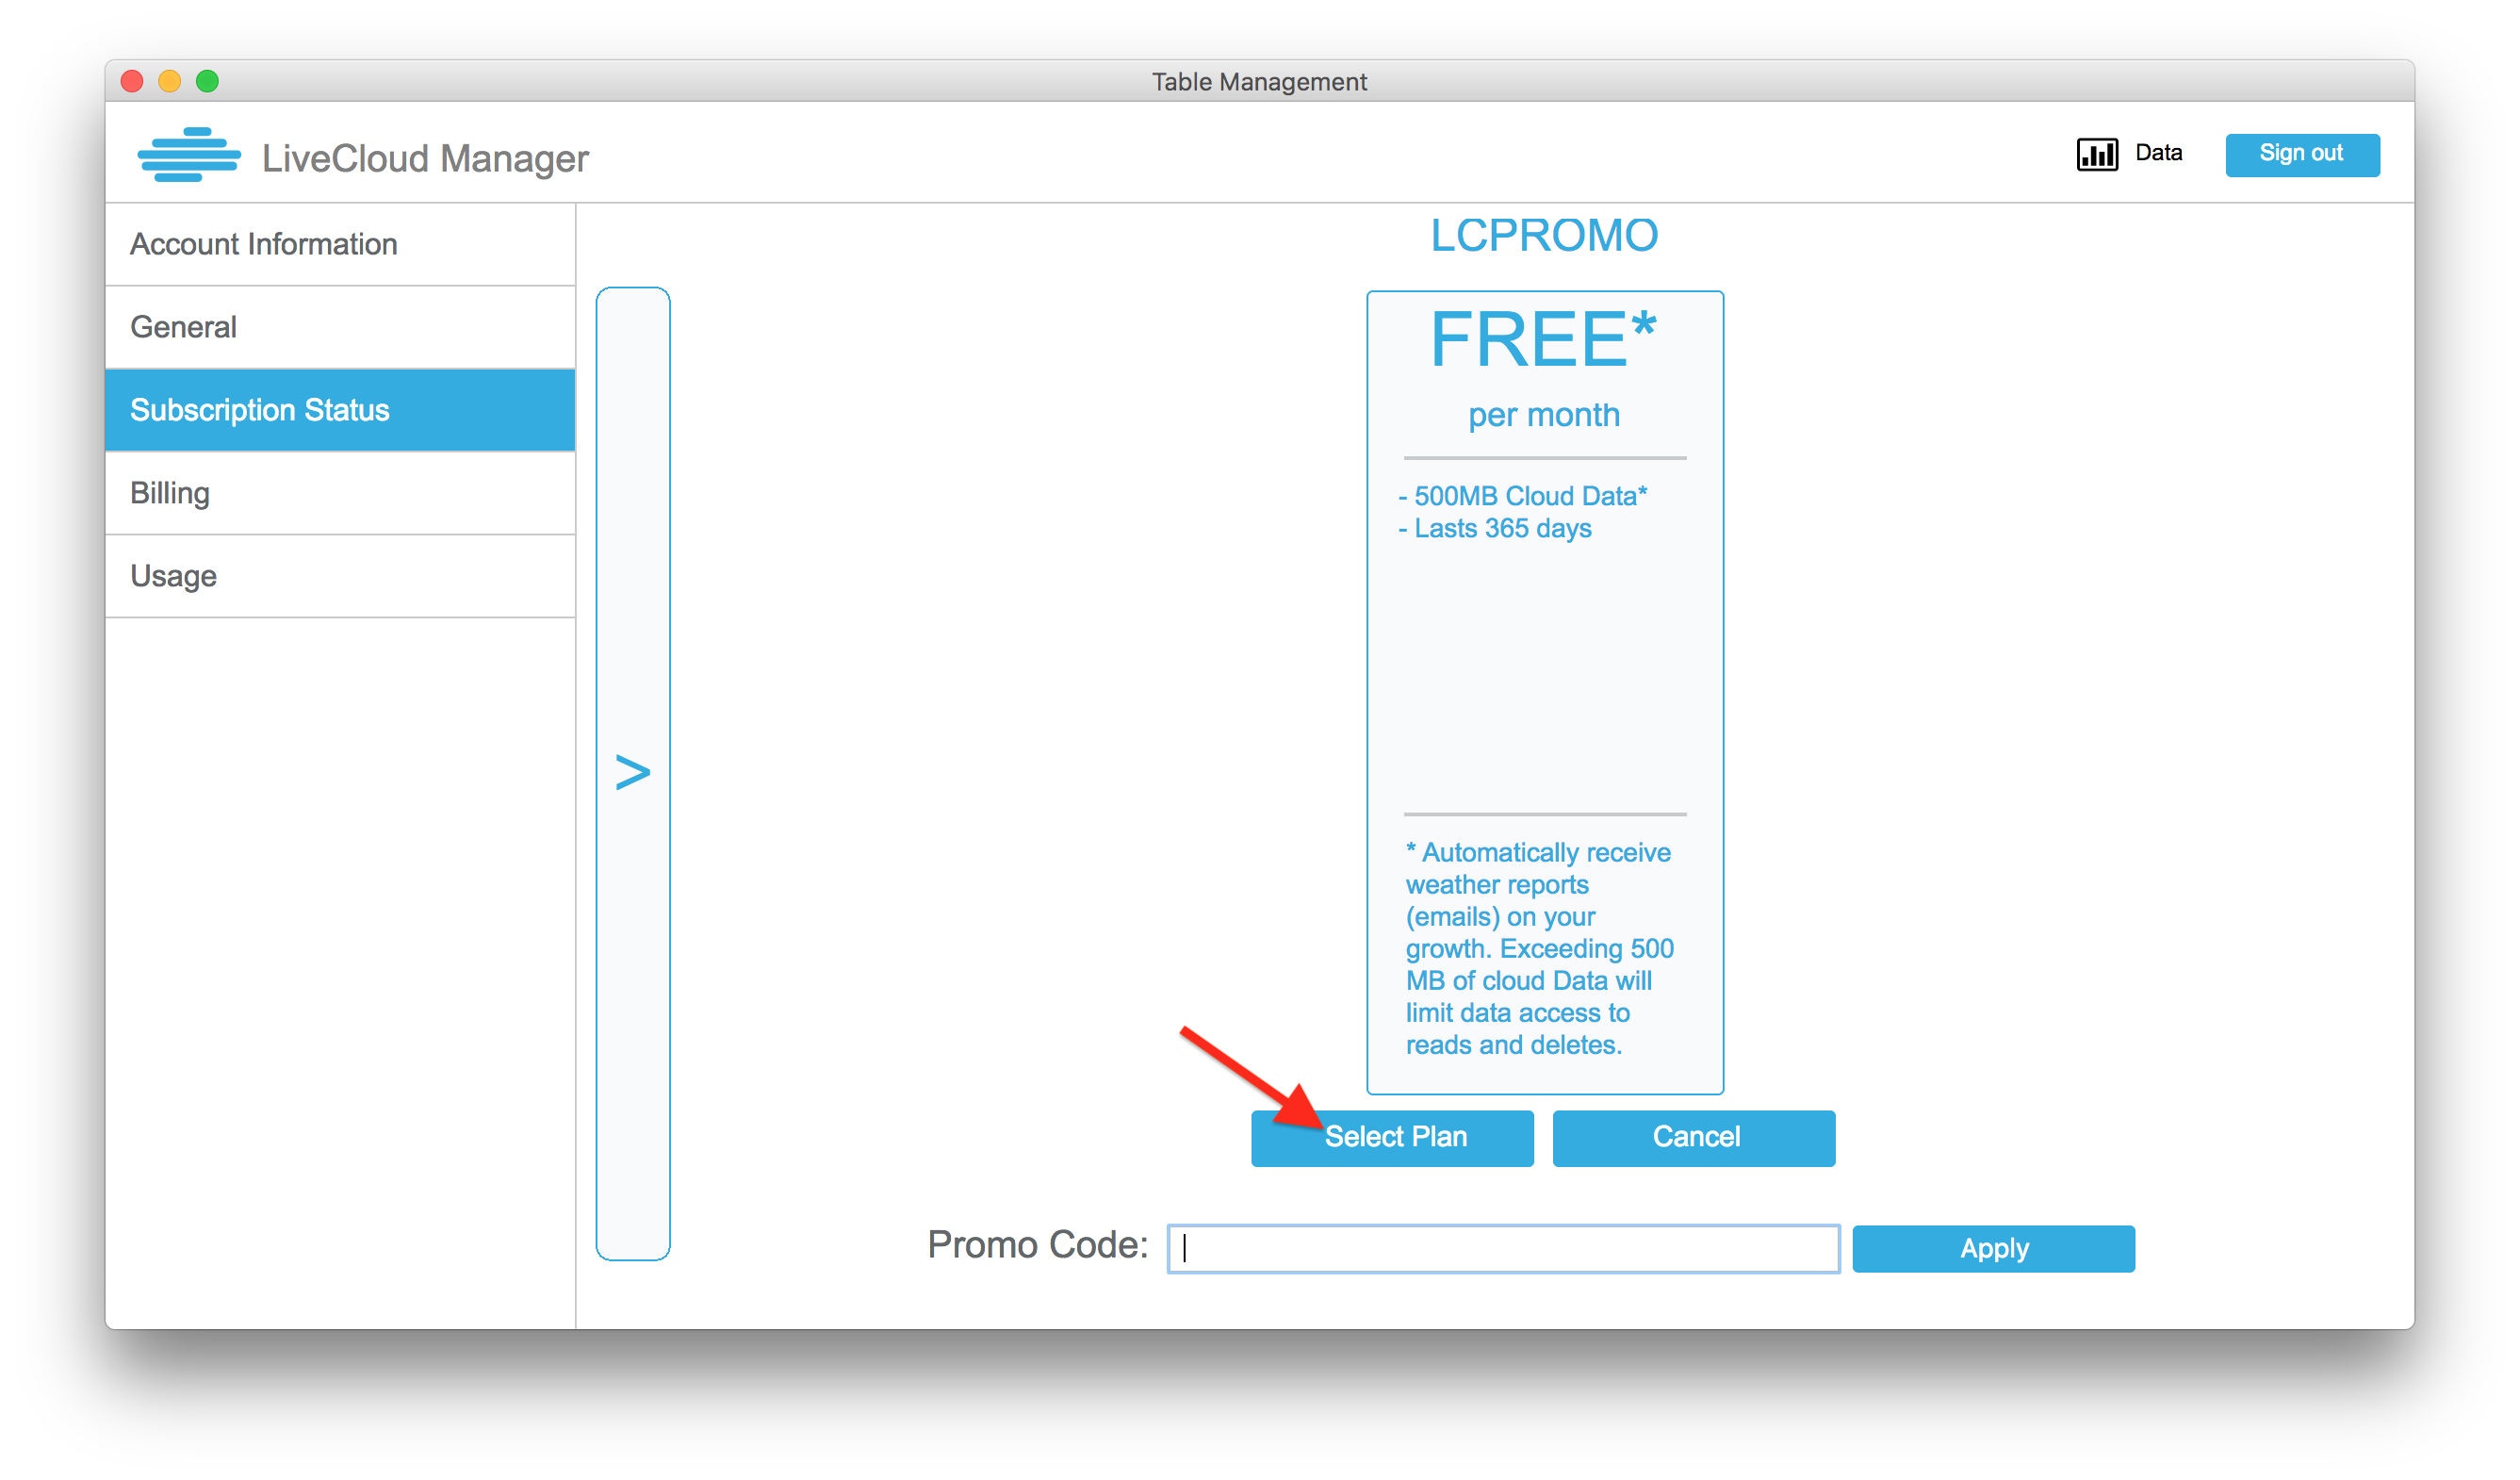 Table Management
LiveCloud Manager
Data
Sign out
Account Information
General
Subscription Status
Billing
Usage
>
LCPROMO
FREE*
per month
- 500MB Cloud Data*
- Lasts 365 days
* Automatically receive
weather reports
(emails) on your
growth. Exceeding 500
MB of cloud Data will
limit data access to
reads and deletes.
Select Plan
Cancel
Promo Code:
Apply